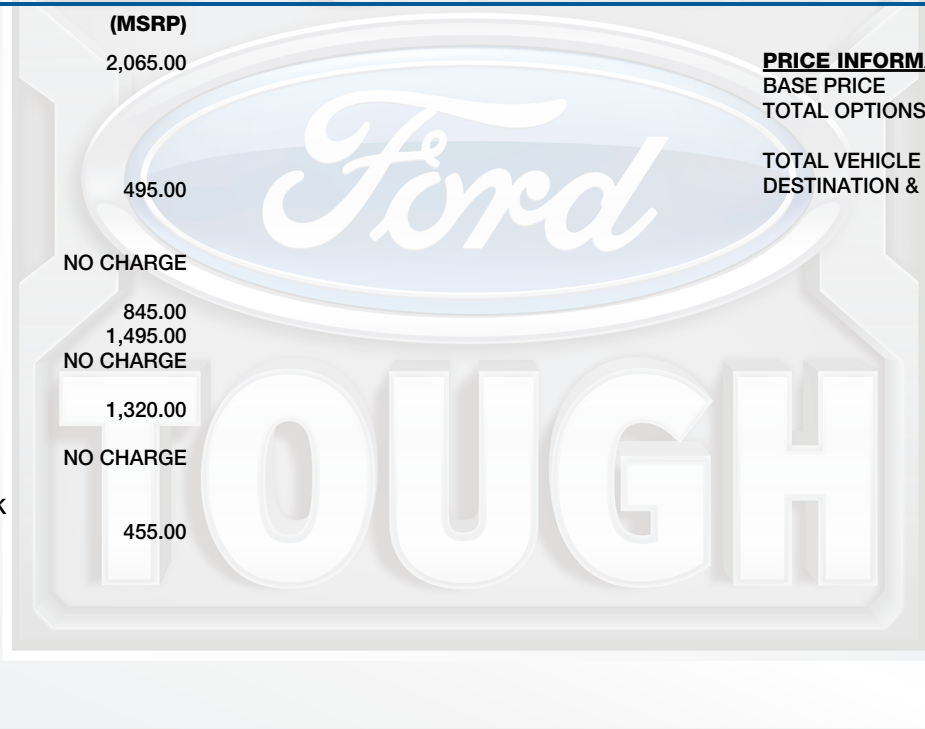 (MSRP)
2,065.00
495.00
NO CHARGE
845.00
1,495.00
NO CHARGE
1,320.00
NO CHARGE
K
455.00
PRICE INFORMA
BASE PRICE
TOTAL OPTIONS
TOTAL VEHICLE
DESTINATION &
Ford
TOUGH